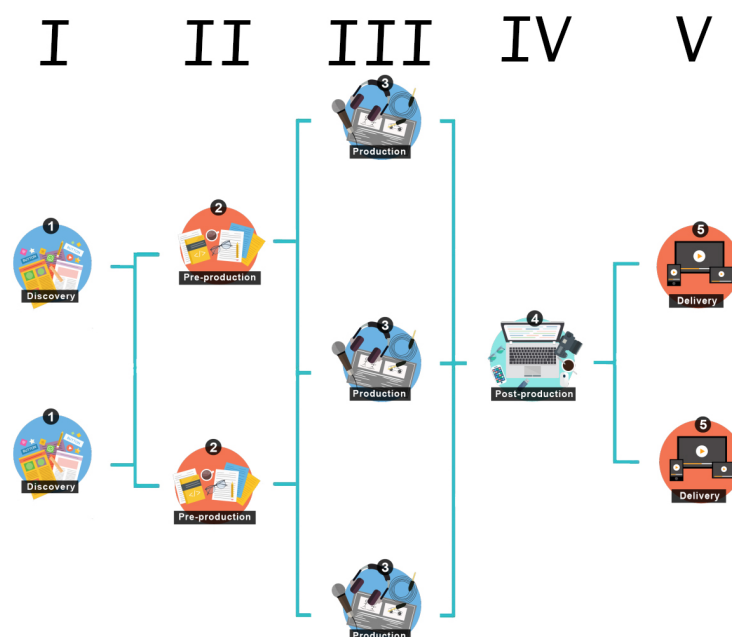 I II III IV V
3
Production
1
Discovery
2
Pre-production
3
Production
4
Post-production
5
Delivery
1
Discovery
2
Pre-production
5
Delivery
3
Production